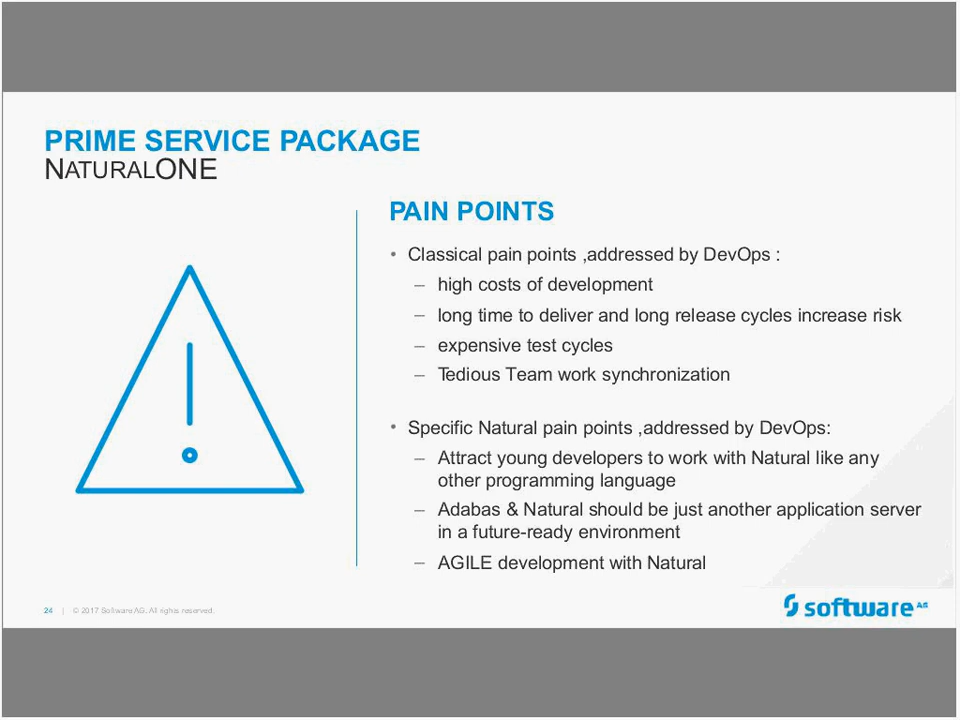 PRIME SERVICE PACKAGE
NATURALONE
PAIN POINTS
• Classical pain points ,addressed by DevOps :
– high costs of development
– long time to deliver and long release cycles increase risk
– expensive test cycles
– Tedious Team work synchronization
• Specific Natural pain points ,addressed by DevOps:
– Attract young developers to work with Natural like any
other programming language
– Adabas & Natural should be just another application server
in a future-ready environment
– AGILE development with Natural
24 | © 2017 Software AG. All rights reserved.
software AG